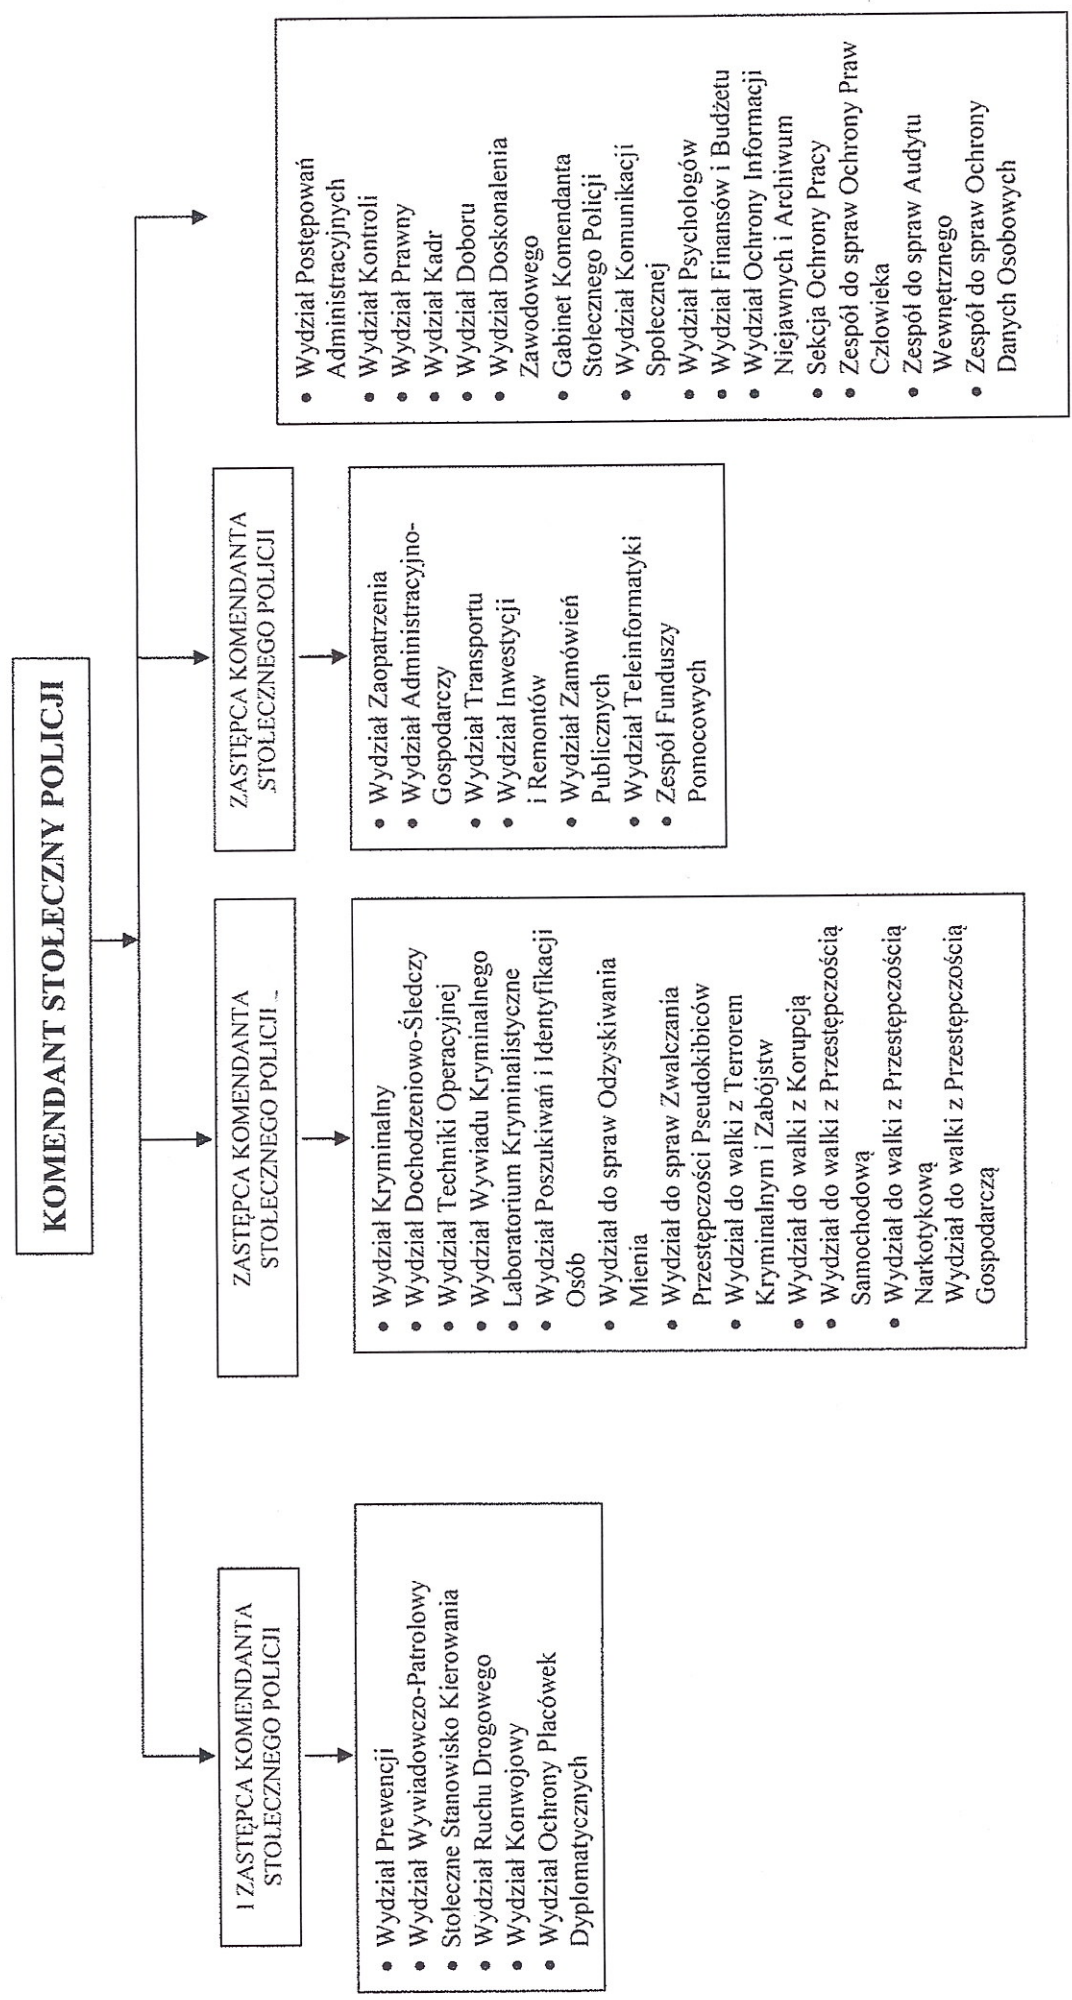 KOMENDANT STOŁECZNY POLICJI
I ZASTĘPCA KOMENDANTA
STOŁECZNEGO POLICJI
• Wydział Prewencji
• Wydział Wywiadowczo-Patrolowy
• Stołeczne Stanowisko Kierowania
• Wydział Ruchu Drogowego
• Wydział Konwojowy
• Wydział Ochrony Placówek
Dyplomatycznych
ZASTĘPCA KOMENDANTA
STOŁECZNEGO POLICJI
• Wydział Kryminalny
• Wydział Dochodzeniowo-Śledczy
• Wydział Techniki Operacyjnej
• Wydział Wywiadu Kryminalnego
• Laboratorium Kryminalistyczne
• Wydział Poszukiwań i Identyfikacji
Osób
• Wydział do spraw Odzyskiwania
Mienia
• Wydział do spraw Zwalczania
Przestępczości Pseudokibiców
• Wydział do walki z Terrorem
Kryminalnym i Zabójstw
• Wydział do walki z Korupcją
• Wydział do walki z Przestępczością
Samochodową
• Wydział do walki z Przestępczością
Narkotykową
Wydział do walki z Przestępczością
Gospodarczą
ZASTĘPCA KOMENDANTA
STOŁECZNEGO POLICJI
• Wydział Zaopatrzenia
• Wydział Administracyjno-
Gospodarczy
• Wydział Transportu
• Wydział Inwestycji
i Remontów
• Wydział Zamówień
Publicznych
• Wydział Teleinformatyki
• Zespół Funduszy
Pomocowych
• Wydział Postępowań
Administracyjnych
• Wydział Kontroli
• Wydział Prawny
• Wydział Kadr
• Wydział Doboru
• Wydział Doskonalenia
Zawodowego
• Gabinet Komendanta
Stołecznego Policji
• Wydział Komunikacji
Społecznej
• Wydział Psychologów
• Wydział Finansów i Budżetu
• Wydział Ochrony Informacji
Niejawnych i Archiwum
• Sekcja Ochrony Pracy
• Zespół do spraw Ochrony Praw
Człowieka
• Zespół do spraw Audytu
Wewnętrznego
• Zespół do spraw Ochrony
Danych Osobowych